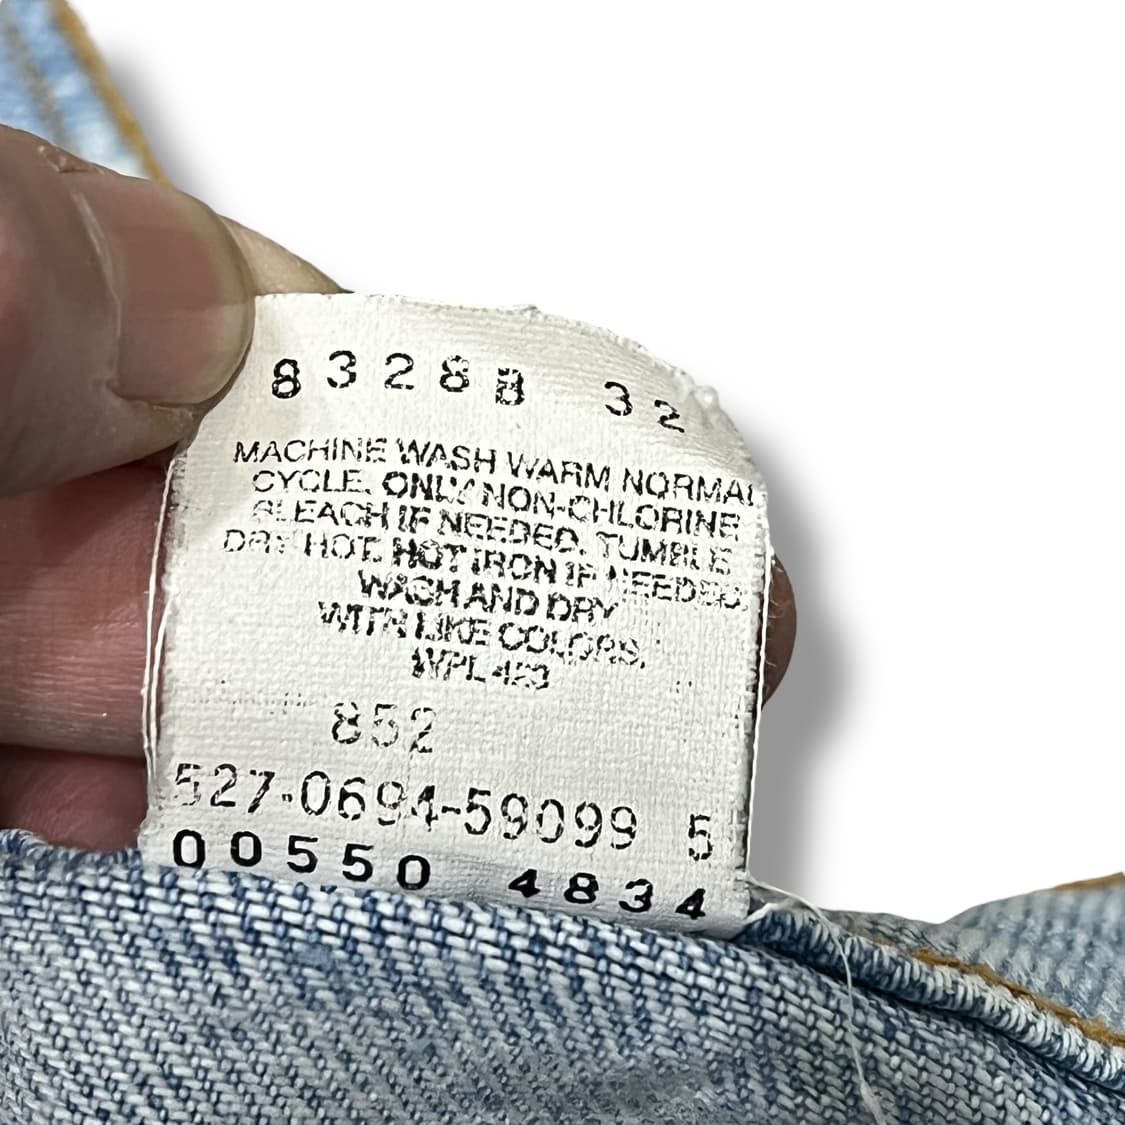 83288 32
MACHINE WASH WARM NORMAL
CYCLE. ONLY NON-CHLORINE
BLEACH IF NEEDED. TUMBLE
DRY HOT. HOT IRON IF NEEDED.
WASH AND DRY
WITH LIKE COLORS.
WPL 423
852
527-0694-59099 5
00550 4834